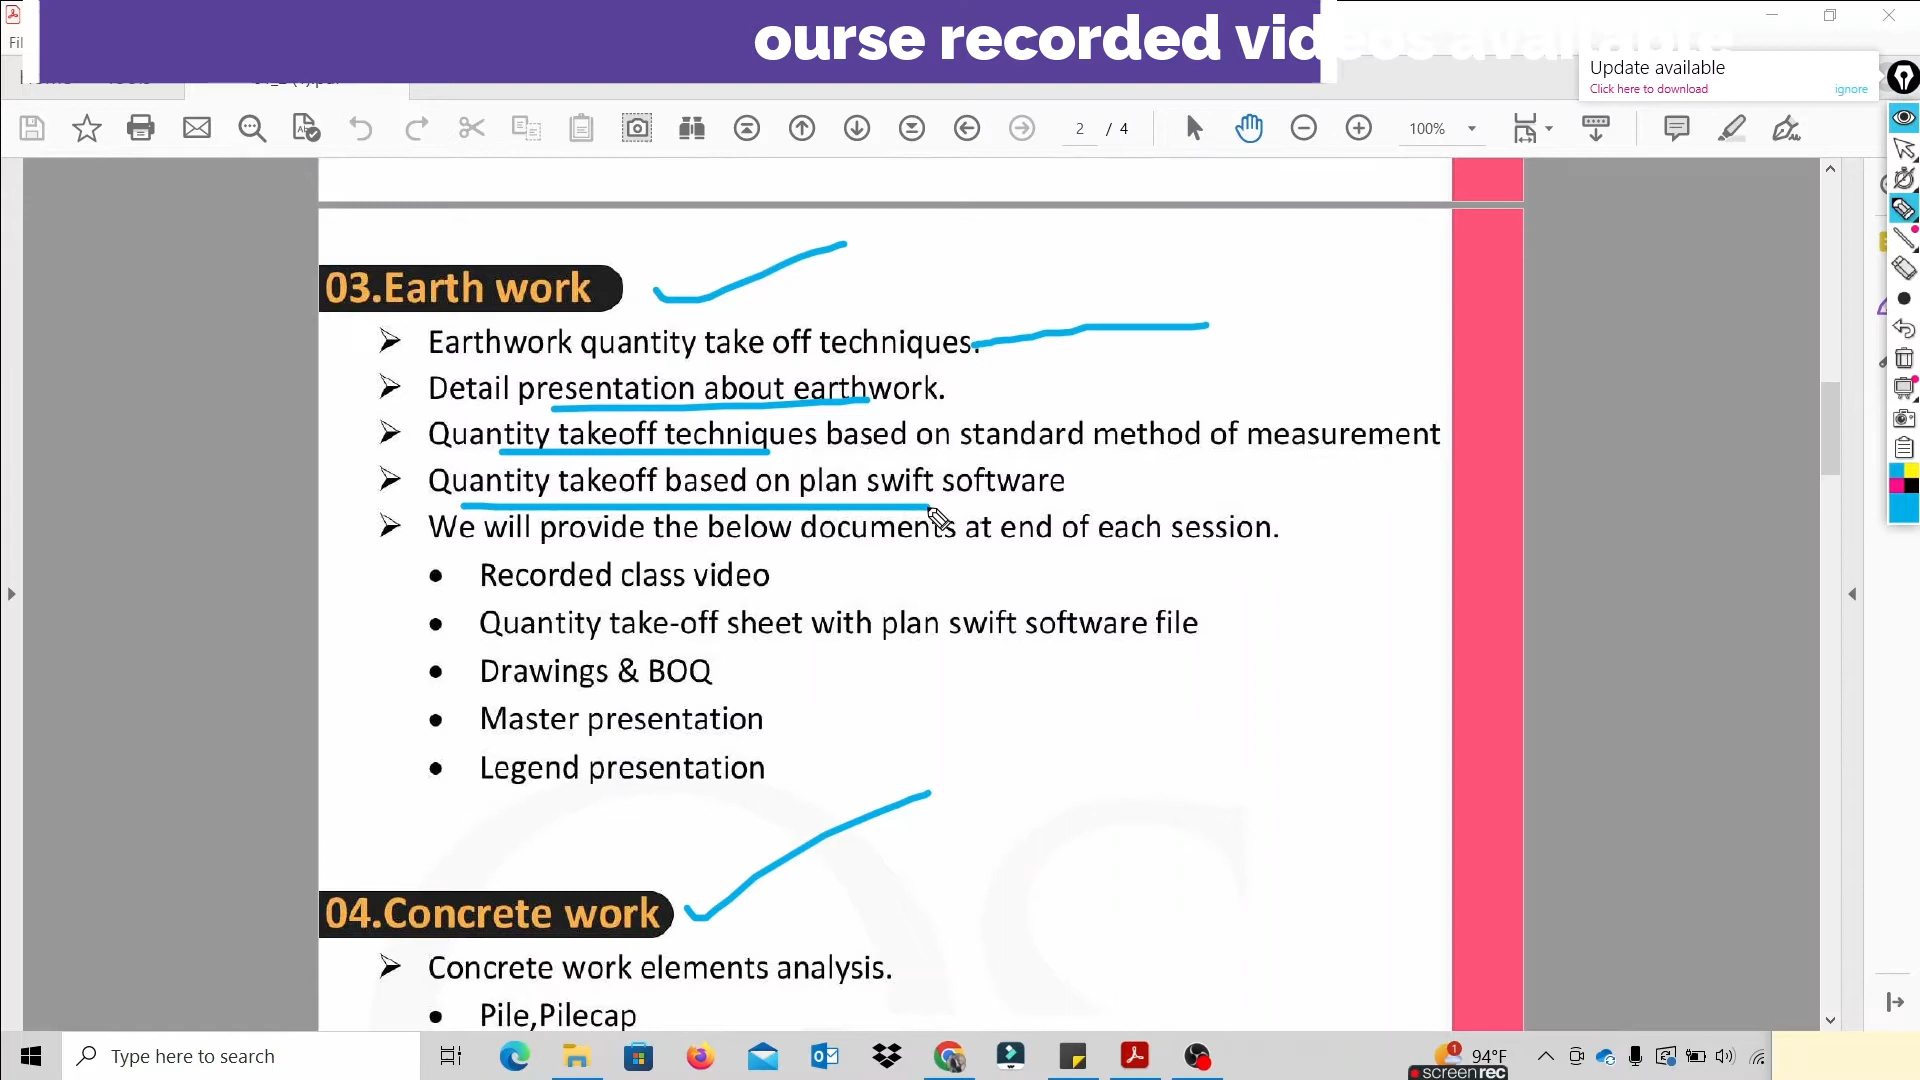 ourse recorded videos available
Update available
Click here to download
ignore
2 / 4
100%
03.Earth work
Earthwork quantity take off techniques.
Detail presentation about earthwork.
Quantity takeoff techniques based on standard method of measurement
Quantity takeoff based on plan swift software
We will provide the below documents at end of each session.
Recorded class video
Quantity take-off sheet with plan swift software file
Drawings & BOQ
Master presentation
Legend presentation
04.Concrete work
Concrete work elements analysis.
Pile,Pilecap
Type here to search
1
94°F
screenrec